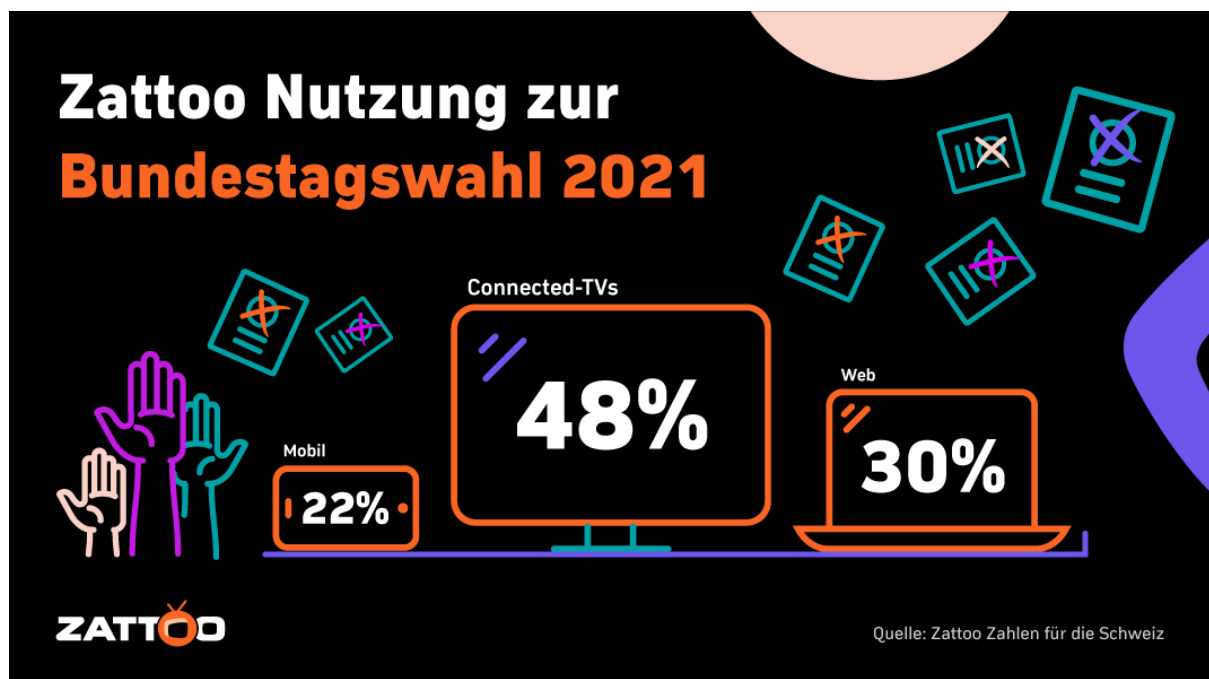 Zattoo Nutzung zur
Bundestagswahl 2021
Connected-TVs
48%
Web
30%
Mobil
22%
ZATTOO
Quelle: Zattoo Zahlen für die Schweiz